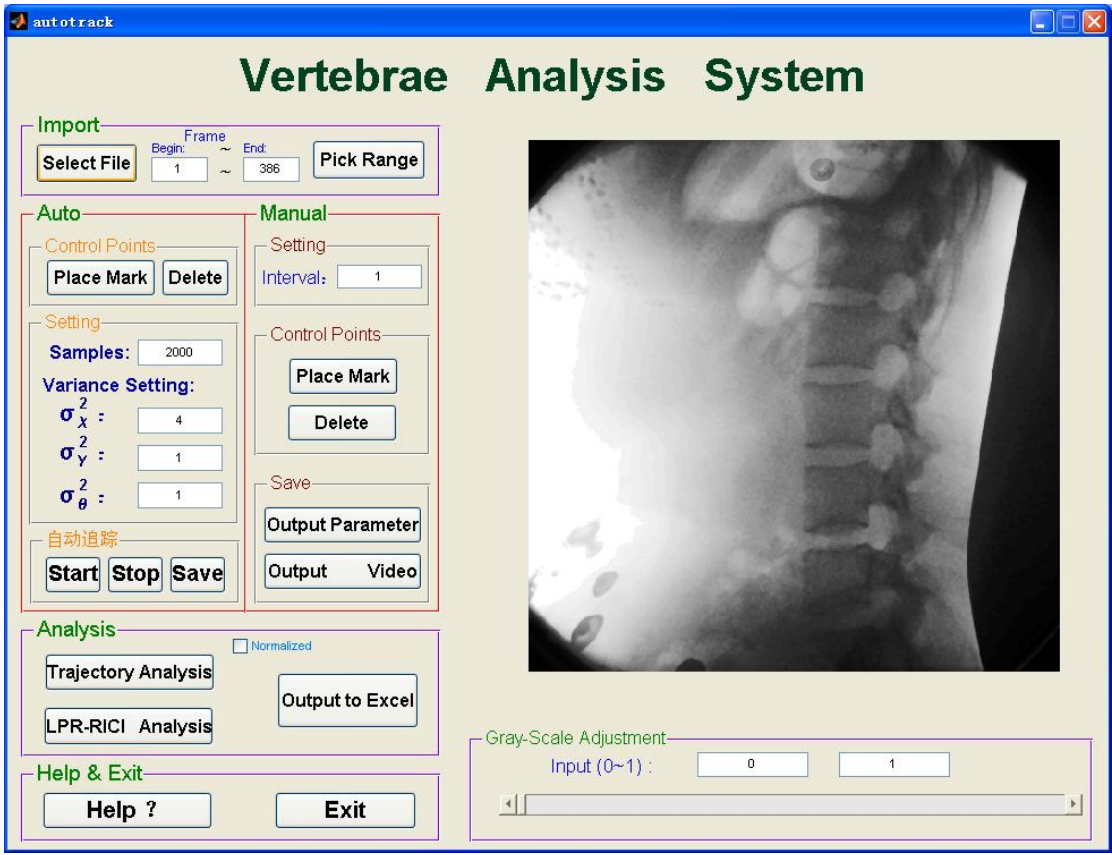 autotrack
Vertebrae Analysis System
Import
Frame
Begin: ~ End:
Select File 1 ~ 386 Pick Range
Auto
Control Points
Place Mark Delete
Setting
Samples: 2000
Variance Setting:
σ²X : 4
σ²Y : 1
σ²θ : 1
自动追踪
Start Stop Save
Manual
Setting
Interval: 1
Control Points
Place Mark
Delete
Save
Output Parameter
Output Video
Analysis
Normalized
Trajectory Analysis
Output to Excel
LPR-RICI Analysis
Help & Exit
Help ? Exit
Gray-Scale Adjustment
Input (0~1) : 0 1